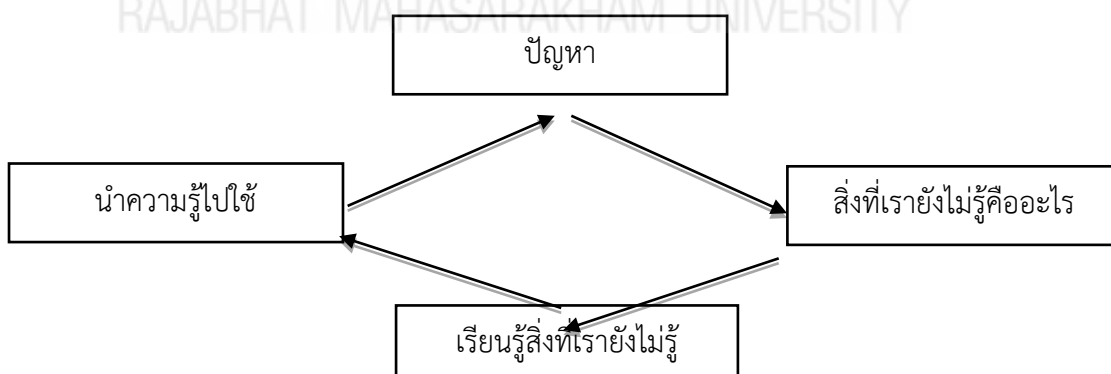 RAJABHAT MAHASARAKHAM UNIVERSITY
ปัญหา
นำความรู้ไปใช้
สิ่งที่เรายังไม่รู้คืออะไร
เรียนรู้สิ่งที่เรายังไม่รู้